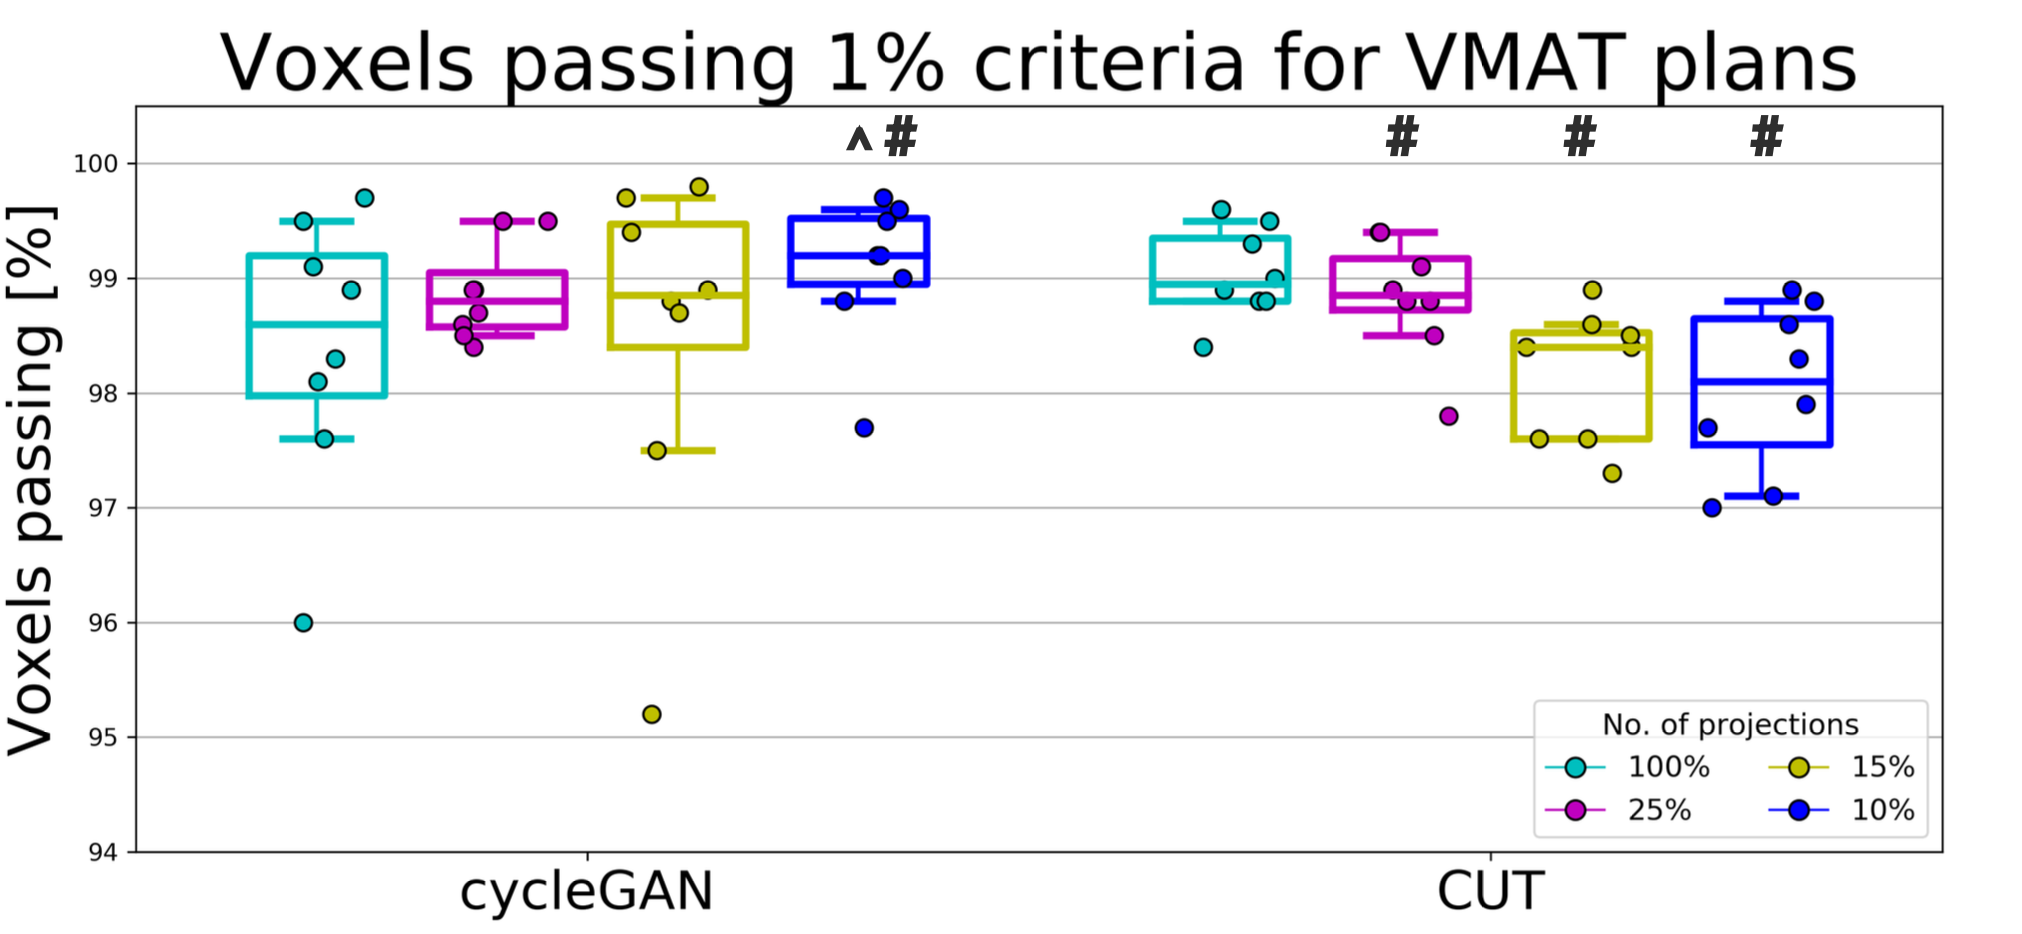 Voxels passing 1% criteria for VMAT plans
^ # # # #
Voxels passing [%]
100
99
98
97
96
95
94
No. of projections
100% 15%
25% 10%
cycleGAN CUT